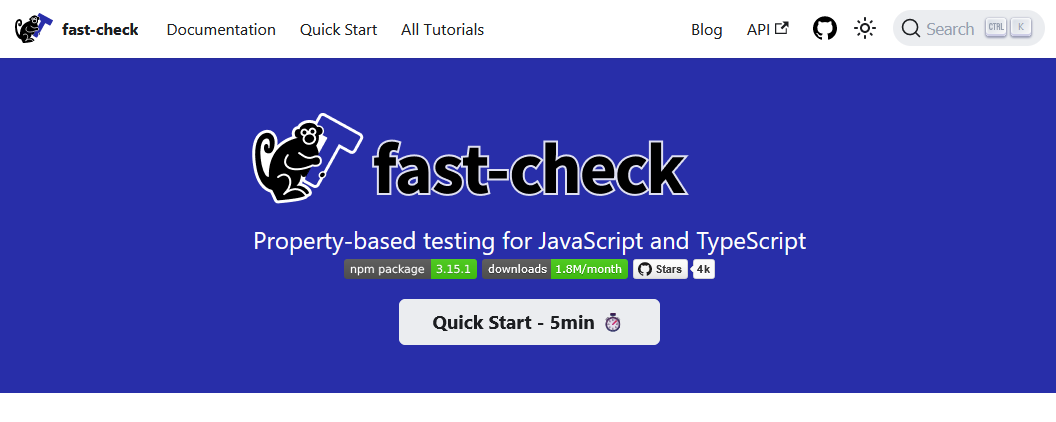 fast-check Documentation Quick Start All Tutorials Blog API Search CTRL K
fast-check
Property-based testing for JavaScript and TypeScript
npm package 3.15.1 downloads 1.8M/month Stars 4k
Quick Start - 5min